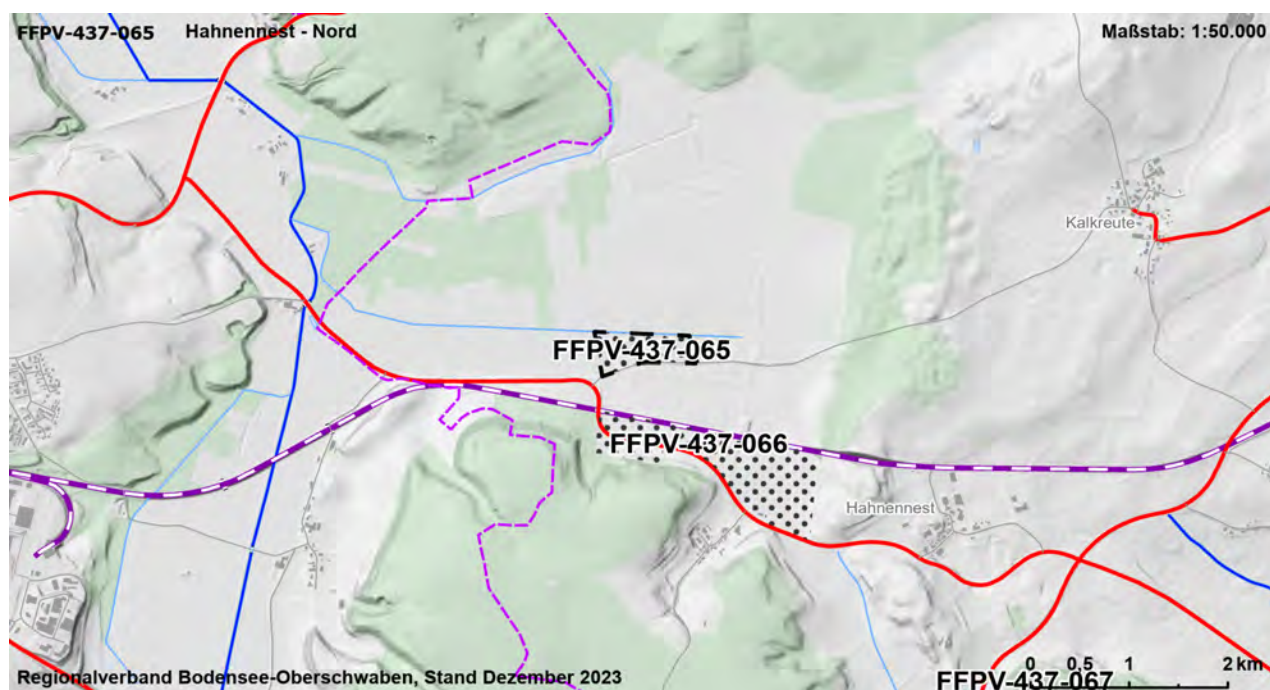 FFPV-437-065 Hahnennest - Nord
Maßstab: 1:50.000
Kalkreute
FFPV-437-065
FFPV-437-066
Hahnennest
0 0,5 1 2 km
FFPV-437-067
Regionalverband Bodensee-Oberschwaben, Stand Dezember 2023